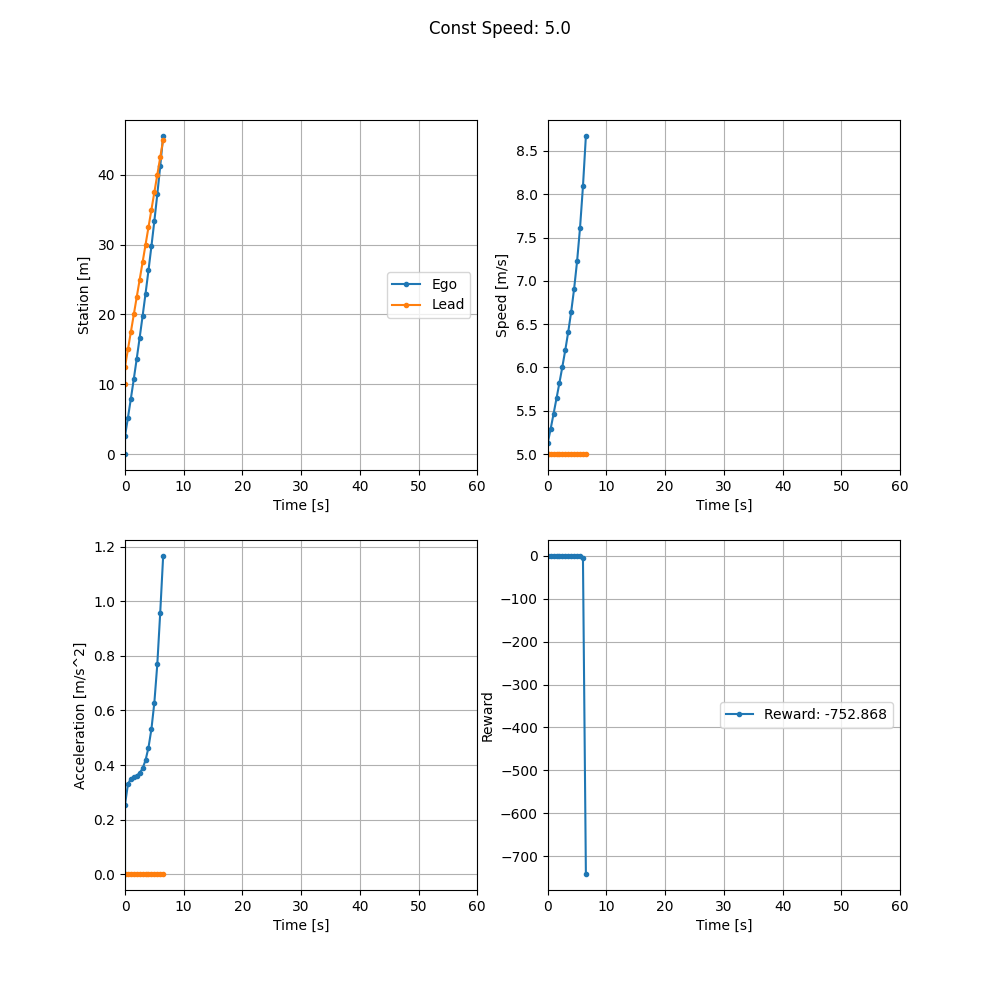 Const Speed: 5.0
40
30
20
10
0
Station [m]
0 10 20 30 40 50 60
Time [s]
Ego
Lead
8.5
8.0
7.5
7.0
6.5
6.0
5.5
5.0
Speed [m/s]
0 10 20 30 40 50 60
Time [s]
1.2
1.0
0.8
0.6
0.4
0.2
0.0
Acceleration [m/s^2]
0 10 20 30 40 50 60
Time [s]
0
−100
−200
−300
−400
−500
−600
−700
Reward
Reward: -752.868
0 10 20 30 40 50 60
Time [s]